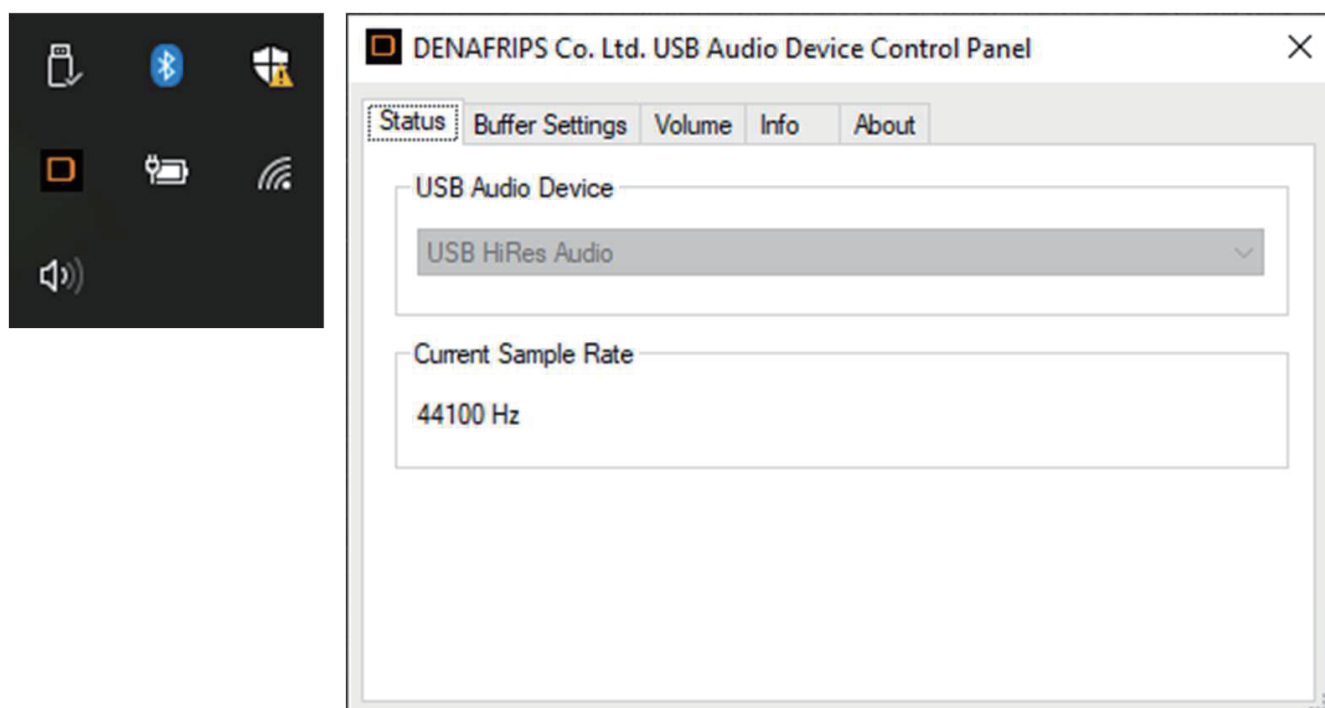 DENAFRIPS Co. Ltd. USB Audio Device Control Panel
Status Buffer Settings Volume Info About
USB Audio Device
USB HiRes Audio
Current Sample Rate
44100 Hz